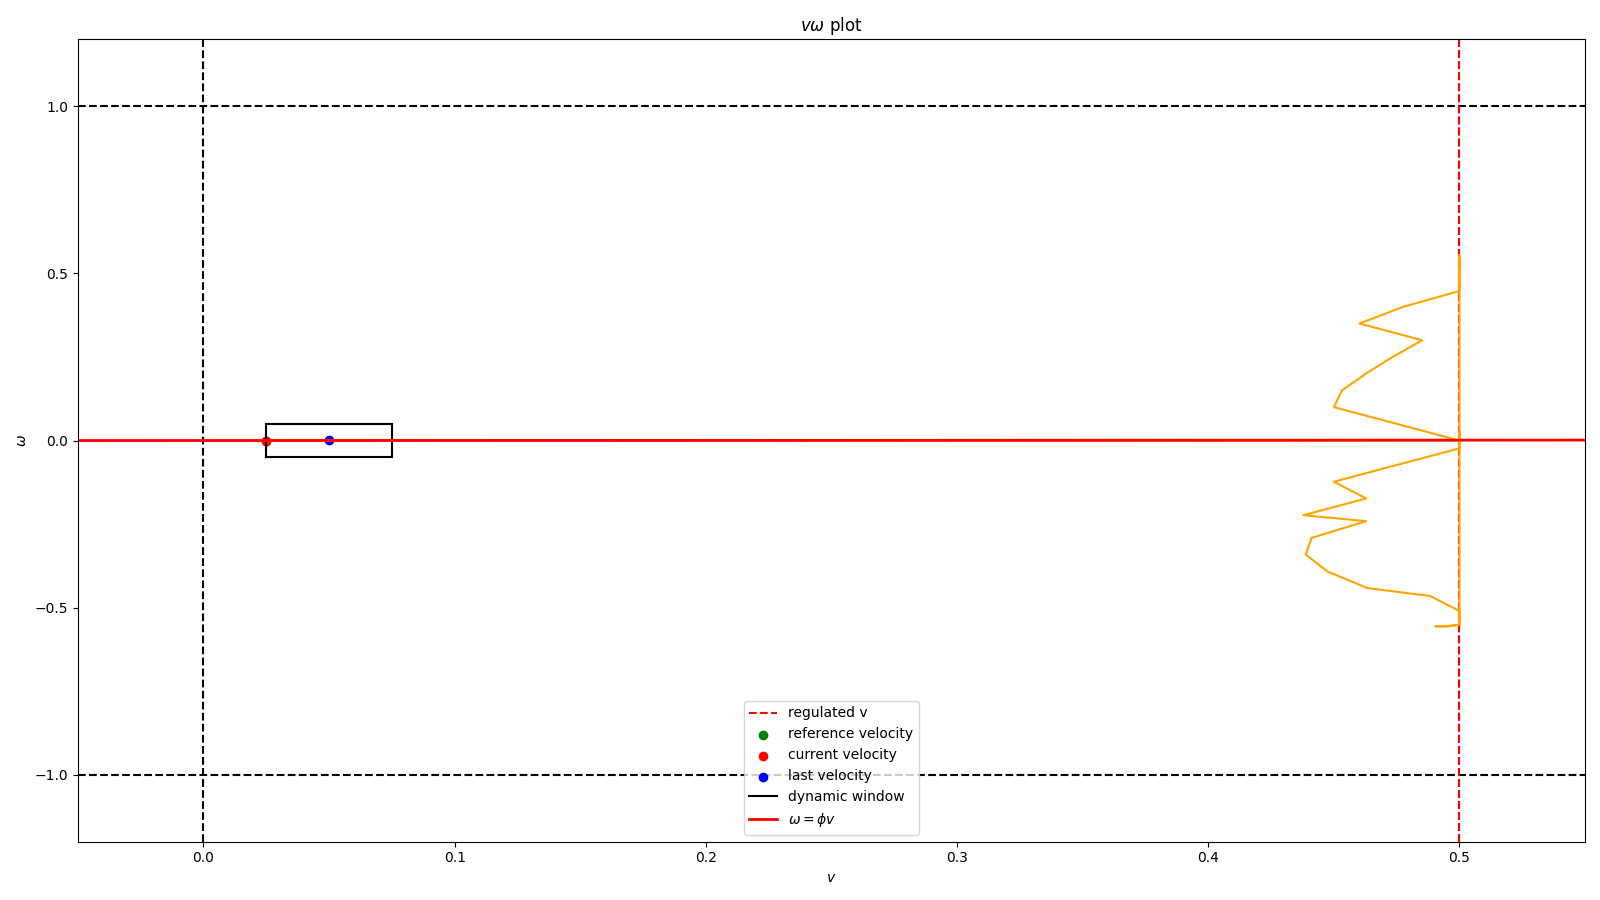 vω plot
1.0
0.5
0.0
−0.5
−1.0
ω
0.0
0.1
0.2
0.3
0.4
0.5
v
regulated v
reference velocity
current velocity
last velocity
dynamic window
ω = ϕv